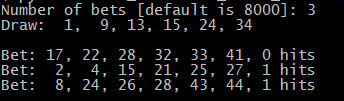 Number of bets [default is 8000]: 3
Draw:  1,  9, 13, 15, 24, 34
Bet: 17, 22, 28, 32, 33, 41, 0 hits
Bet:  2,  4, 15, 21, 25, 27, 1 hits
Bet:  8, 24, 26, 28, 43, 44, 1 hits